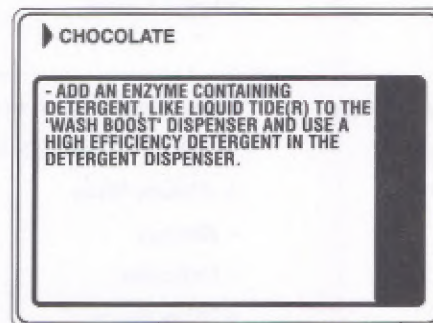 CHOCOLATE
- ADD AN ENZYME CONTAINING
DETERGENT, LIKE LIQUID TIDE(R) TO THE
'WASH BOOST' DISPENSER AND USE A
HIGH EFFICIENCY DETERGENT IN THE
DETERGENT DISPENSER.